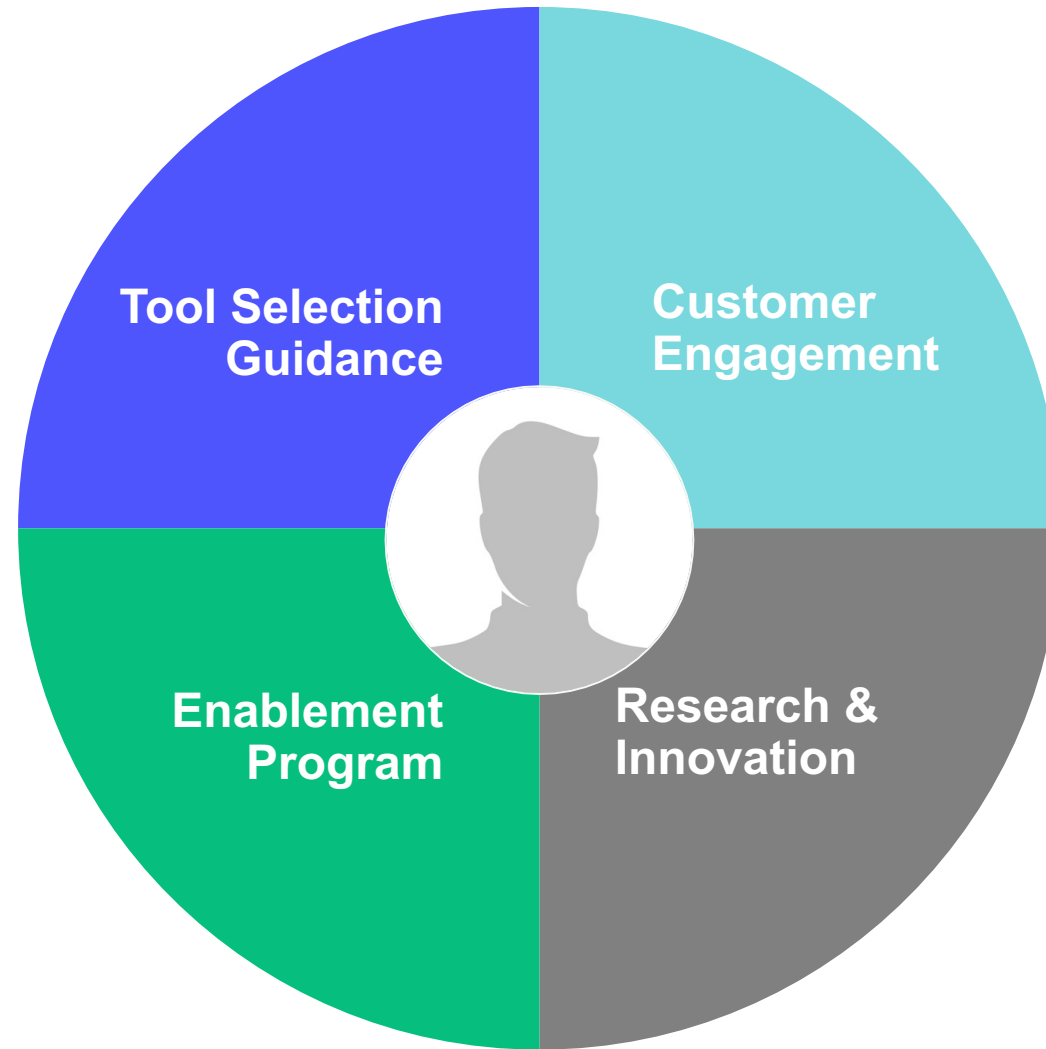 Tool Selection
Guidance
Customer
Engagement
Enablement
Program
Research &
Innovation